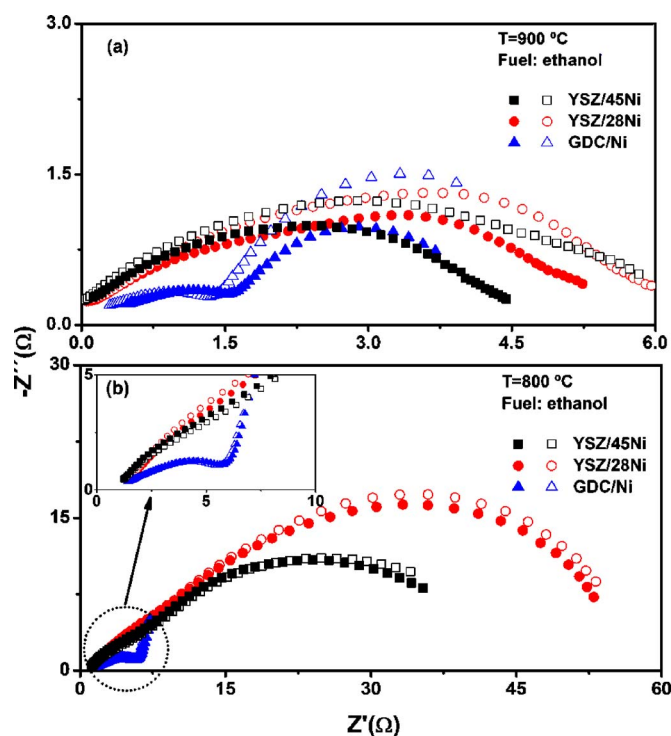 3.0
(a)
T=900 ºC
Fuel: ethanol
YSZ/45Ni
YSZ/28Ni
GDC/Ni
1.5
0.0
0.0 1.5 3.0 4.5 6.0
-Z´´(Ω)
30
(b)
T=800 ºC
Fuel: ethanol
YSZ/45Ni
YSZ/28Ni
GDC/Ni
5
0
0 5 10
15
0
0 15 30 45 60
Z'(Ω)